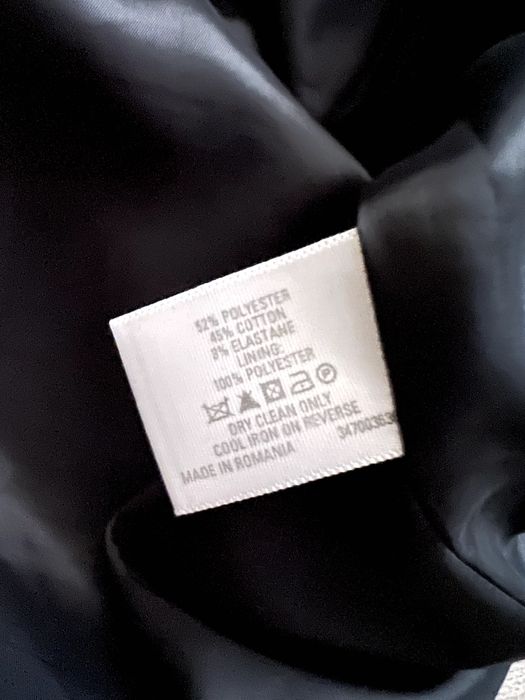 52% POLYESTER
45% COTTON
3% ELASTANE
LINING:
100% POLYESTER
P
DRY CLEAN ONLY
COOL IRON ON REVERSE
MADE IN ROMANIA